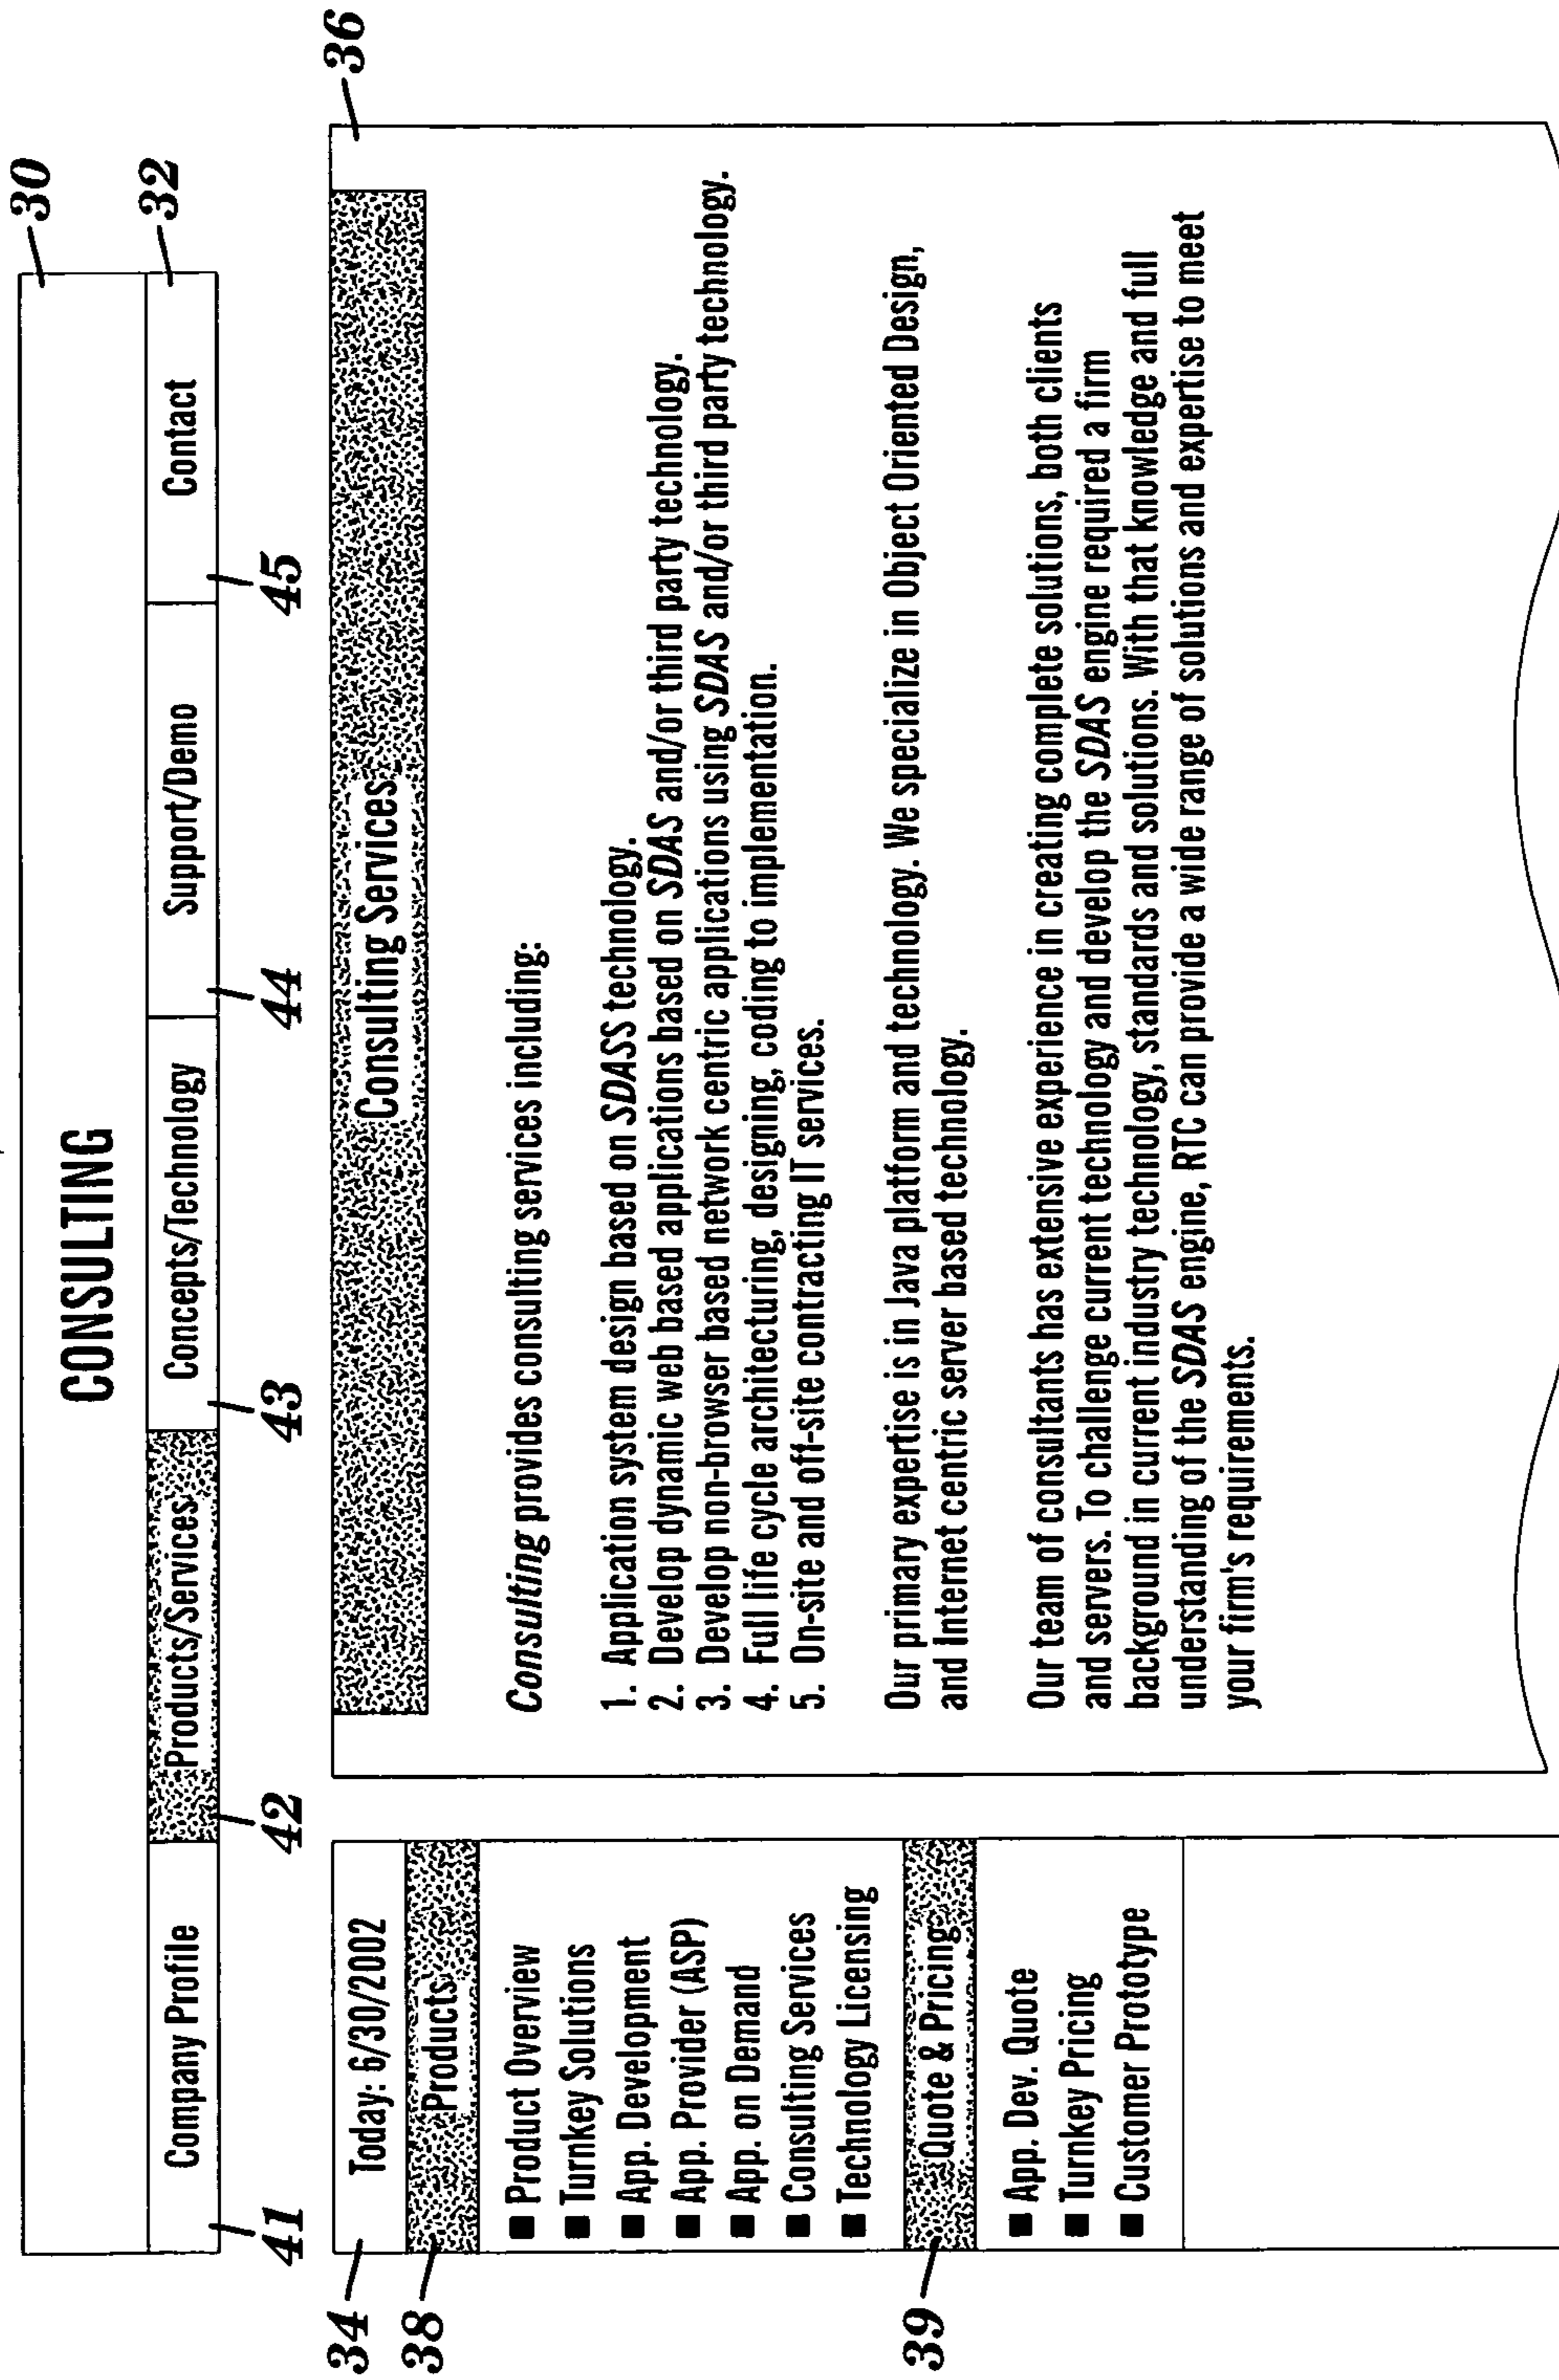 30
CONSULTING
32
Company Profile
Products/Services
Concepts/Technology
Support/Demo
Contact
41
42
43
44
45
34
Today: 6/30/2002
38
Products
■ Product Overview
■ Turnkey Solutions
■ App. Development
■ App. Provider (ASP)
■ App. on Demand
■ Consulting Services
■ Technology Licensing
39
Quote & Pricing
■ App. Dev. Quote
■ Turnkey Pricing
■ Customer Prototype
36
Consulting Services
Consulting provides consulting services including:
1. Application system design based on SDASS technology.
2. Develop dynamic web based applications based on SDAS and/or third party technology.
3. Develop non-browser based network centric applications using SDAS and/or third party technology.
4. Full life cycle architecturing, designing, coding to implementation.
5. On-site and off-site contracting IT services.
Our primary expertise is in Java platform and technology. We specialize in Object Oriented Design,
and Internet centric server based technology.
Our team of consultants has extensive experience in creating complete solutions, both clients
and servers. To challenge current technology and develop the SDAS engine required a firm
background in current industry technology, standards and solutions. With that knowledge and full
understanding of the SDAS engine, RTC can provide a wide range of solutions and expertise to meet
your firm's requirements.